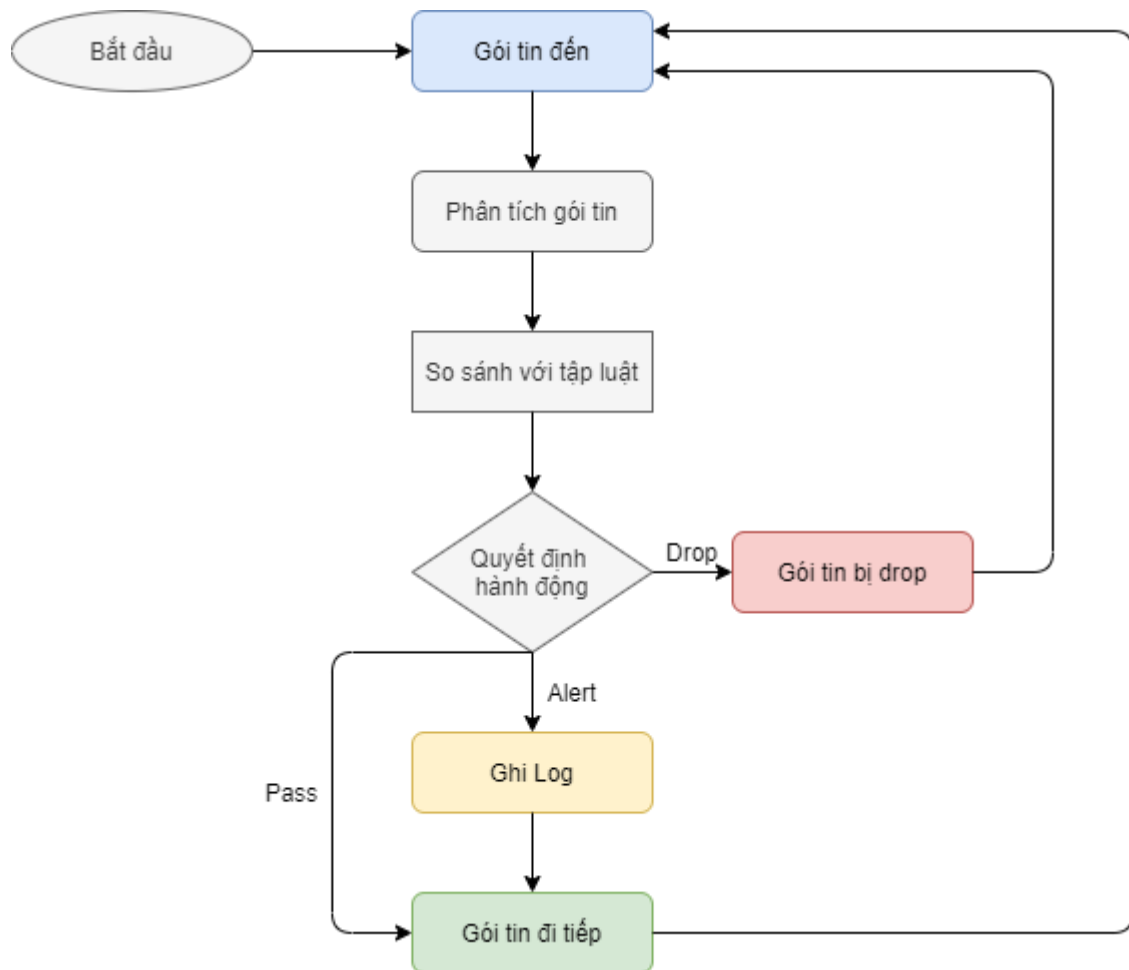 Bắt đầu
Gói tin đến
Phân tích gói tin
So sánh với tập luật
Quyết định
hành động
Drop
Gói tin bị drop
Alert
Ghi Log
Pass
Gói tin đi tiếp